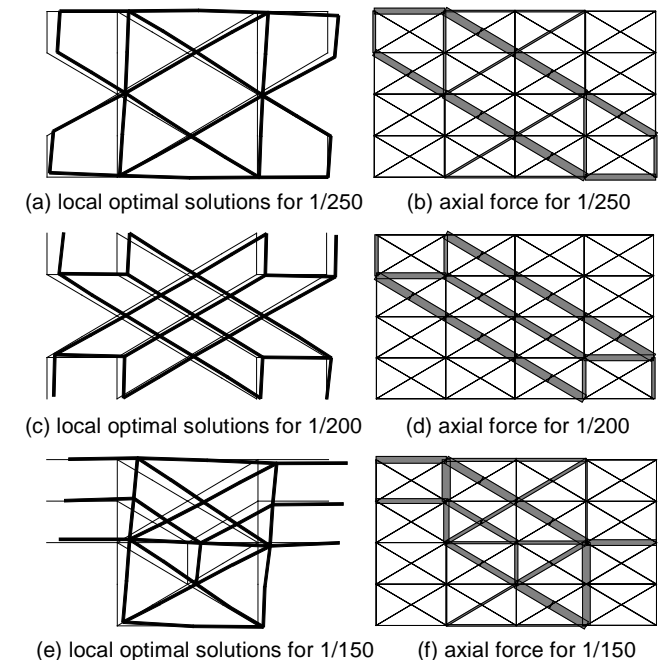 (a) local optimal solutions for 1/250
(b) axial force for 1/250
(c) local optimal solutions for 1/200
(d) axial force for 1/200
(e) local optimal solutions for 1/150
(f) axial force for 1/150